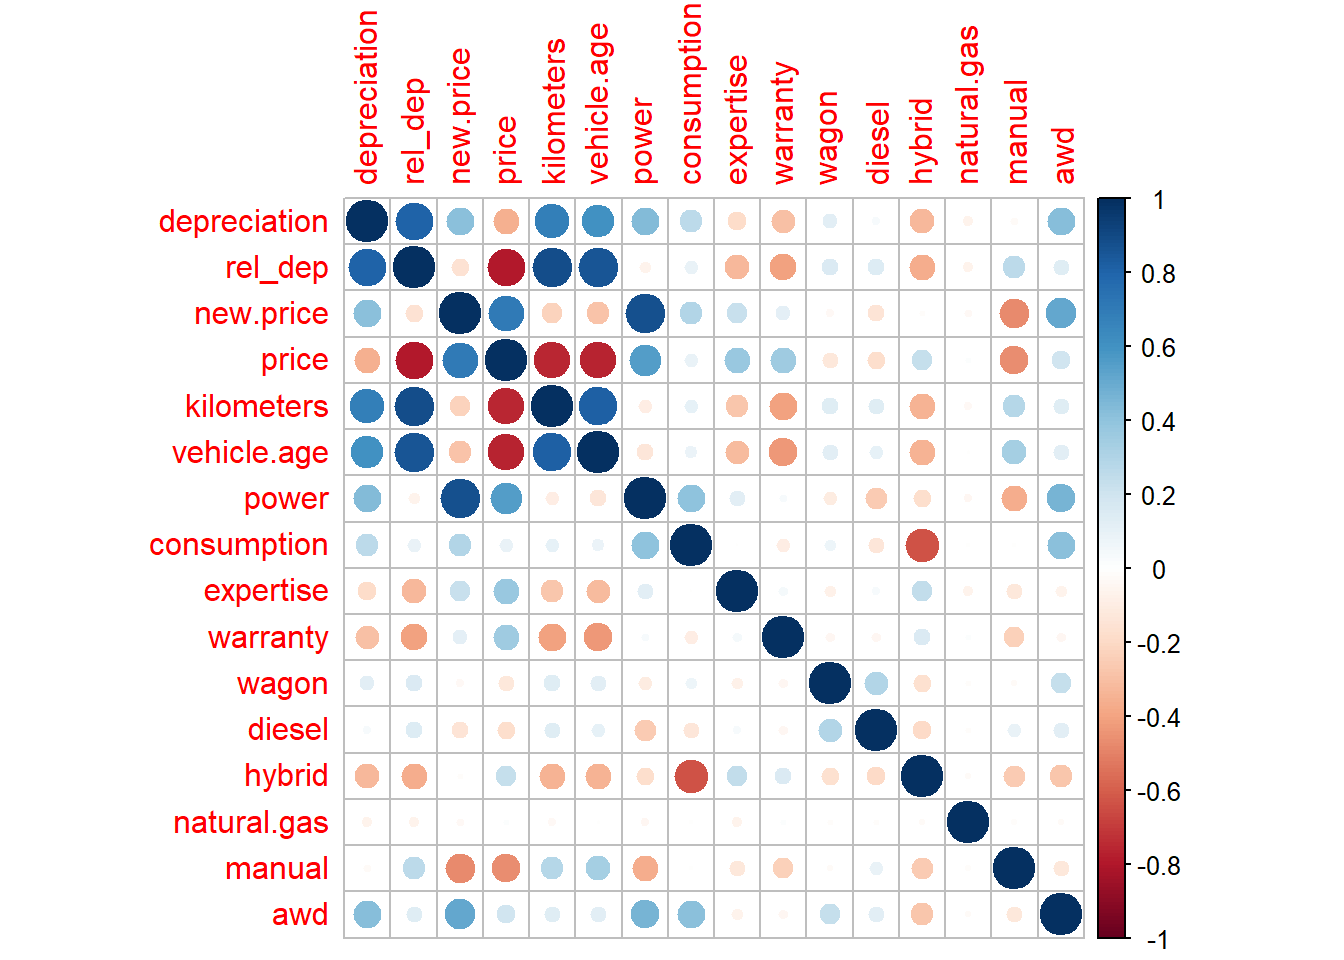 depreciation
rel_dep
new.price
price
kilometers
vehicle.age
power
consumption
expertise
warranty
wagon
diesel
hybrid
natural.gas
manual
awd
depreciation
rel_dep
new.price
price
kilometers
vehicle.age
power
consumption
expertise
warranty
wagon
diesel
hybrid
natural.gas
manual
awd
1
0.8
0.6
0.4
0.2
0
-0.2
-0.4
-0.6
-0.8
-1